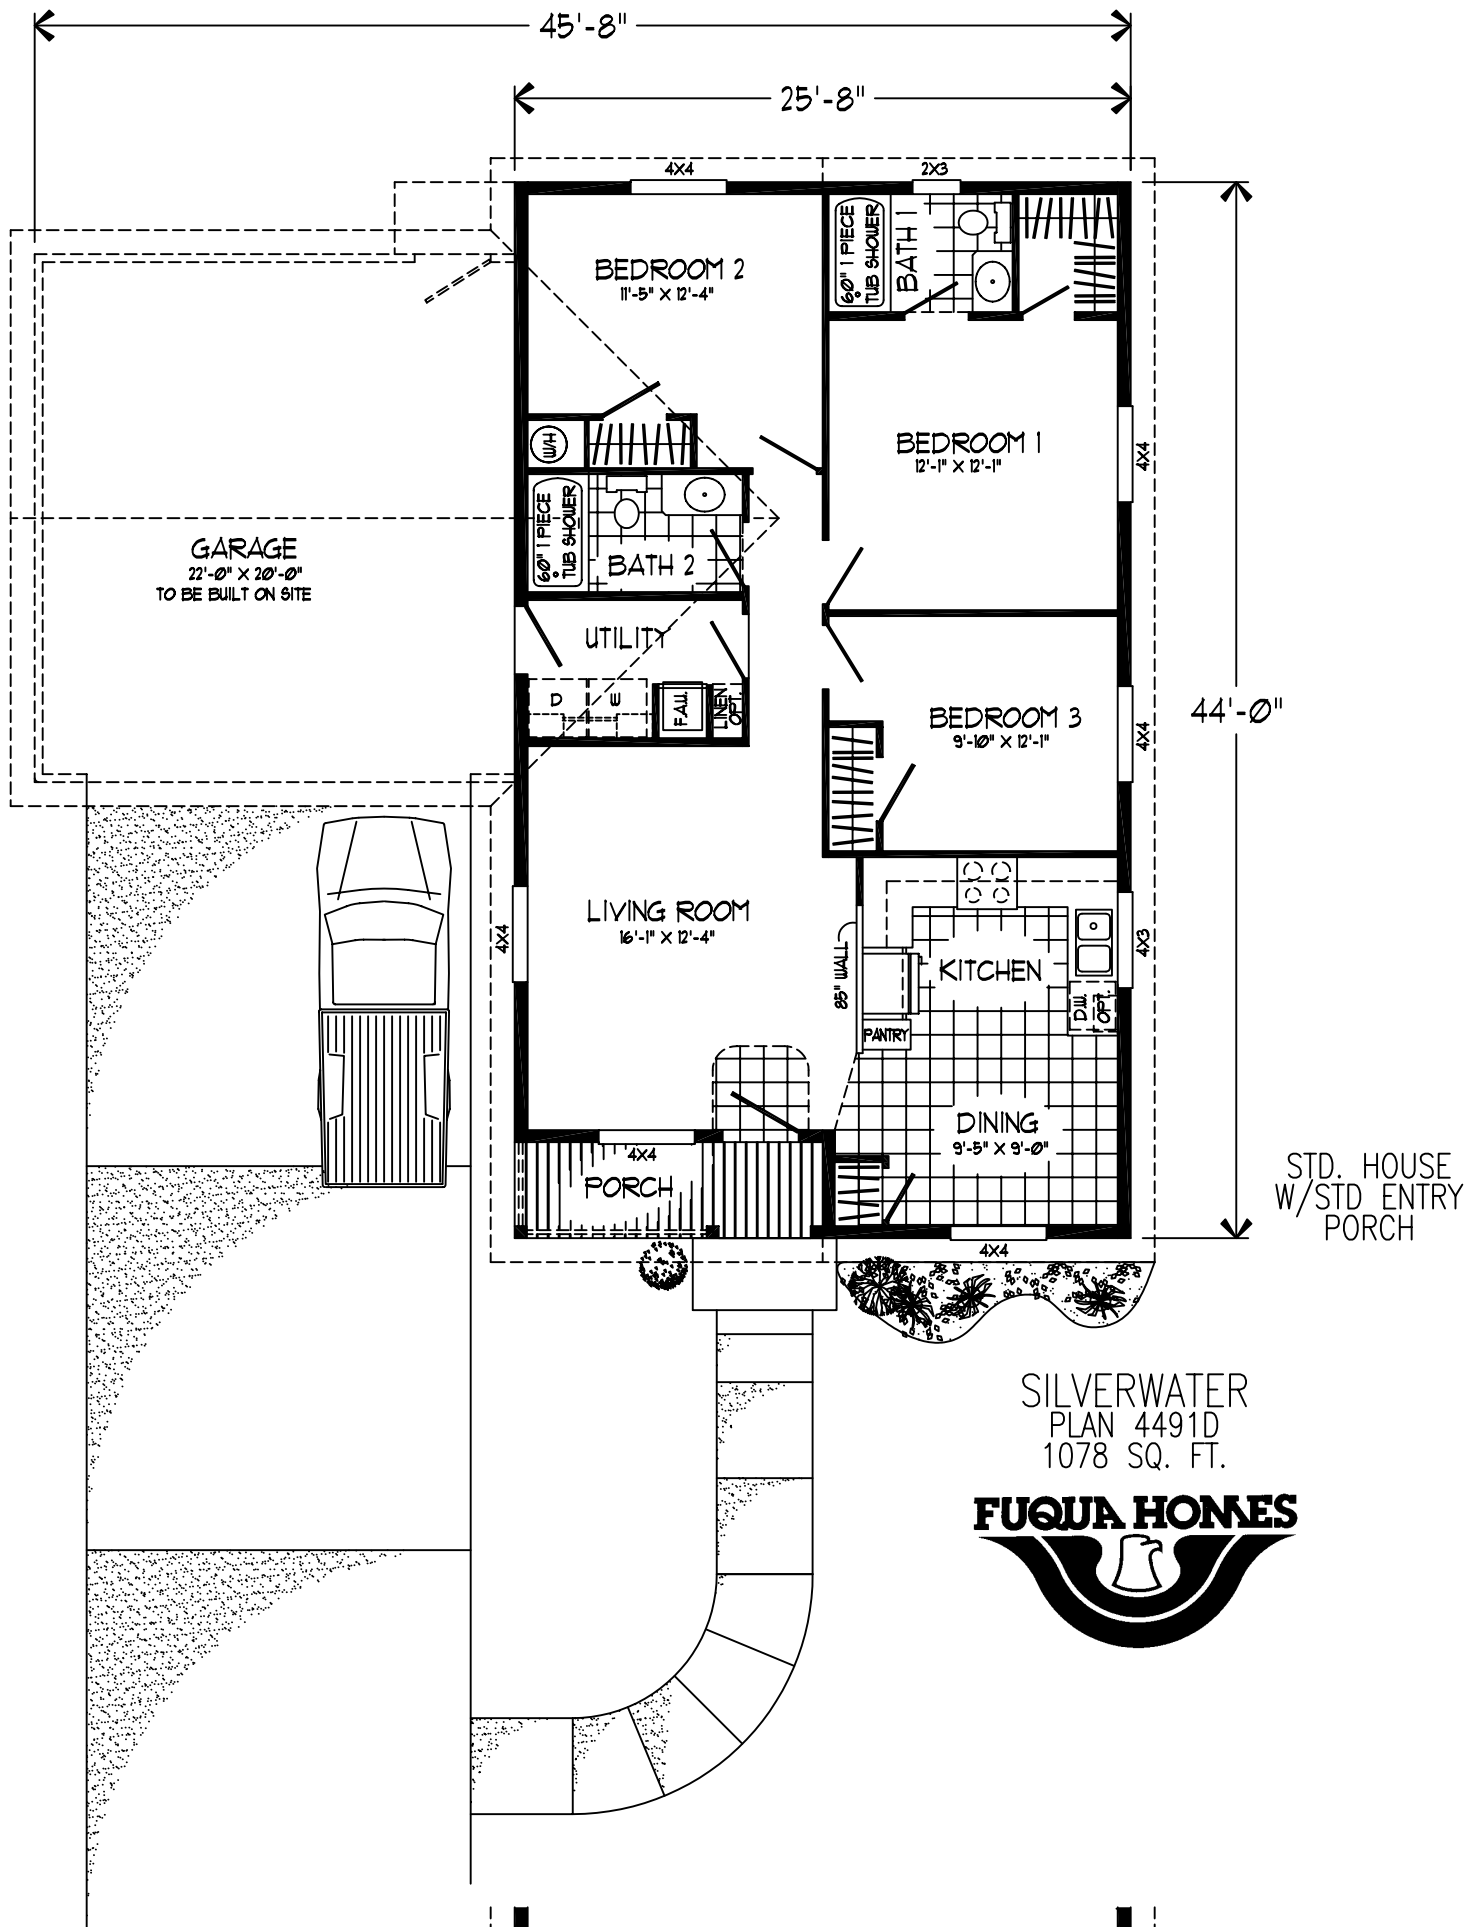 45'-8"
25'-8"
4X4
2X3
60" 1 PIECE
TUB SHOWER
BATH 1
BEDROOM 2
11'-5" X 12'-4"
W/H
BEDROOM 1
12'-1" X 12'-1"
4X4
60" 1 PIECE
TUB SHOWER
BATH 2
GARAGE
22'-0" X 20'-0"
TO BE BUILT ON SITE
UTILITY
D
W
F.A.U.
LINEN
OPT.
BEDROOM 3
9'-10" X 12'-1"
4X4
44'-0"
LIVING ROOM
16'-1" X 12'-4"
4X4
85" WALL
KITCHEN
4X3
D.W.
OPT.
PANTRY
DINING
9'-5" X 9'-0"
4X4
PORCH
4X4
STD. HOUSE
W/STD ENTRY
PORCH
SILVERWATER
PLAN 4491D
1078 SQ. FT.
FUQUA HOMES